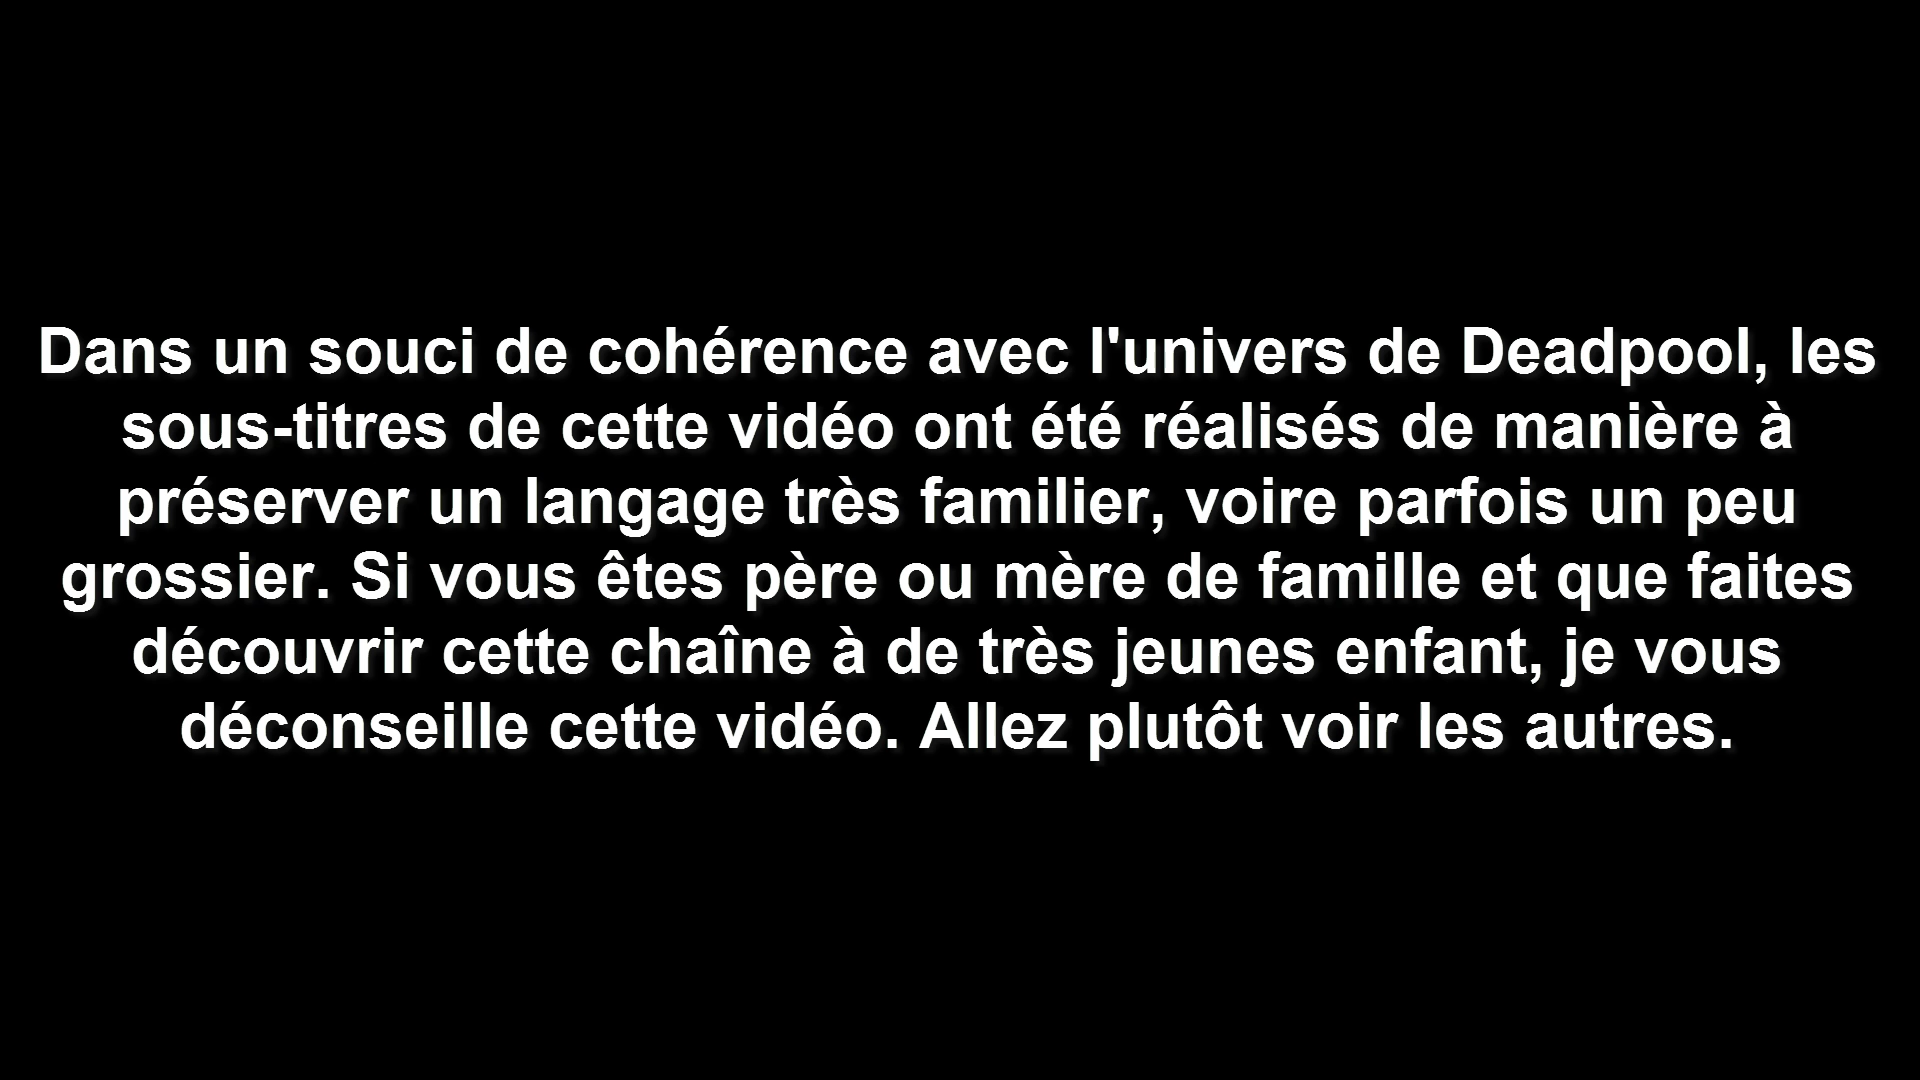 Dans un souci de cohérence avec l'univers de Deadpool, les
sous-titres de cette vidéo ont été réalisés de manière à
préserver un langage très familier, voire parfois un peu
grossier. Si vous êtes père ou mère de famille et que faites
découvrir cette chaîne à de très jeunes enfant, je vous
déconseille cette vidéo. Allez plutôt voir les autres.